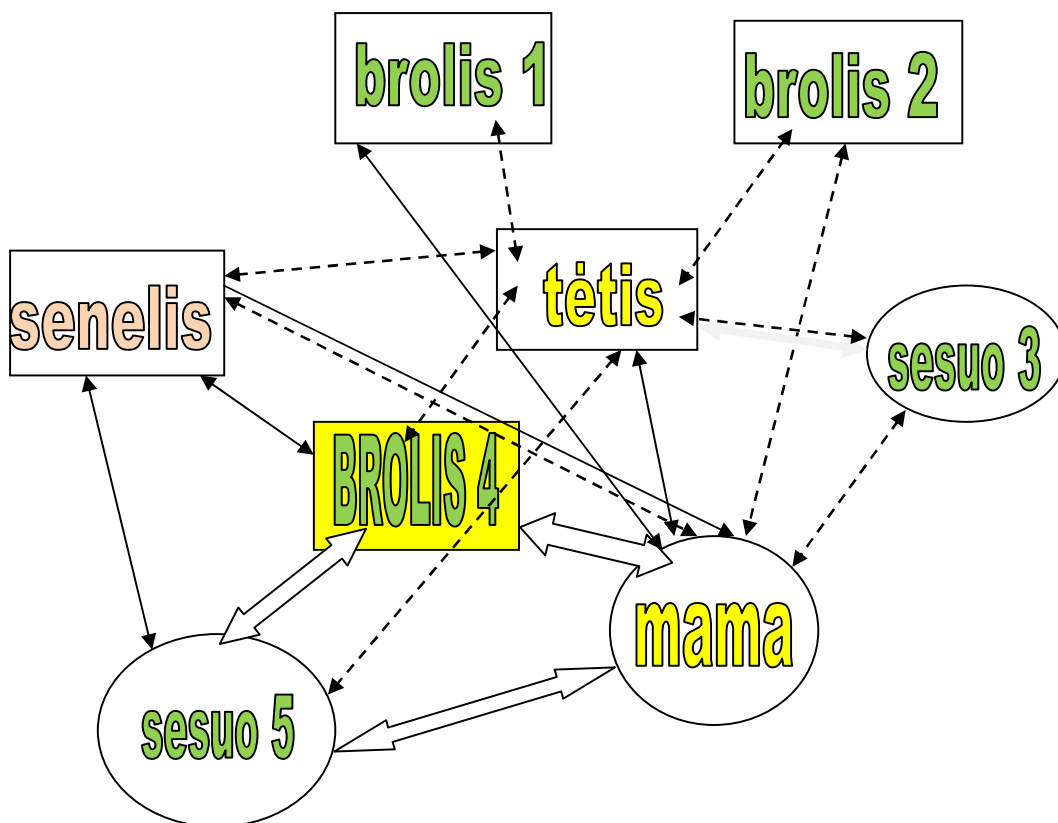 brolis 1
brolis 2
tėtis
senelis
sesuo 3
BROLIS 4
mama
sesuo 5